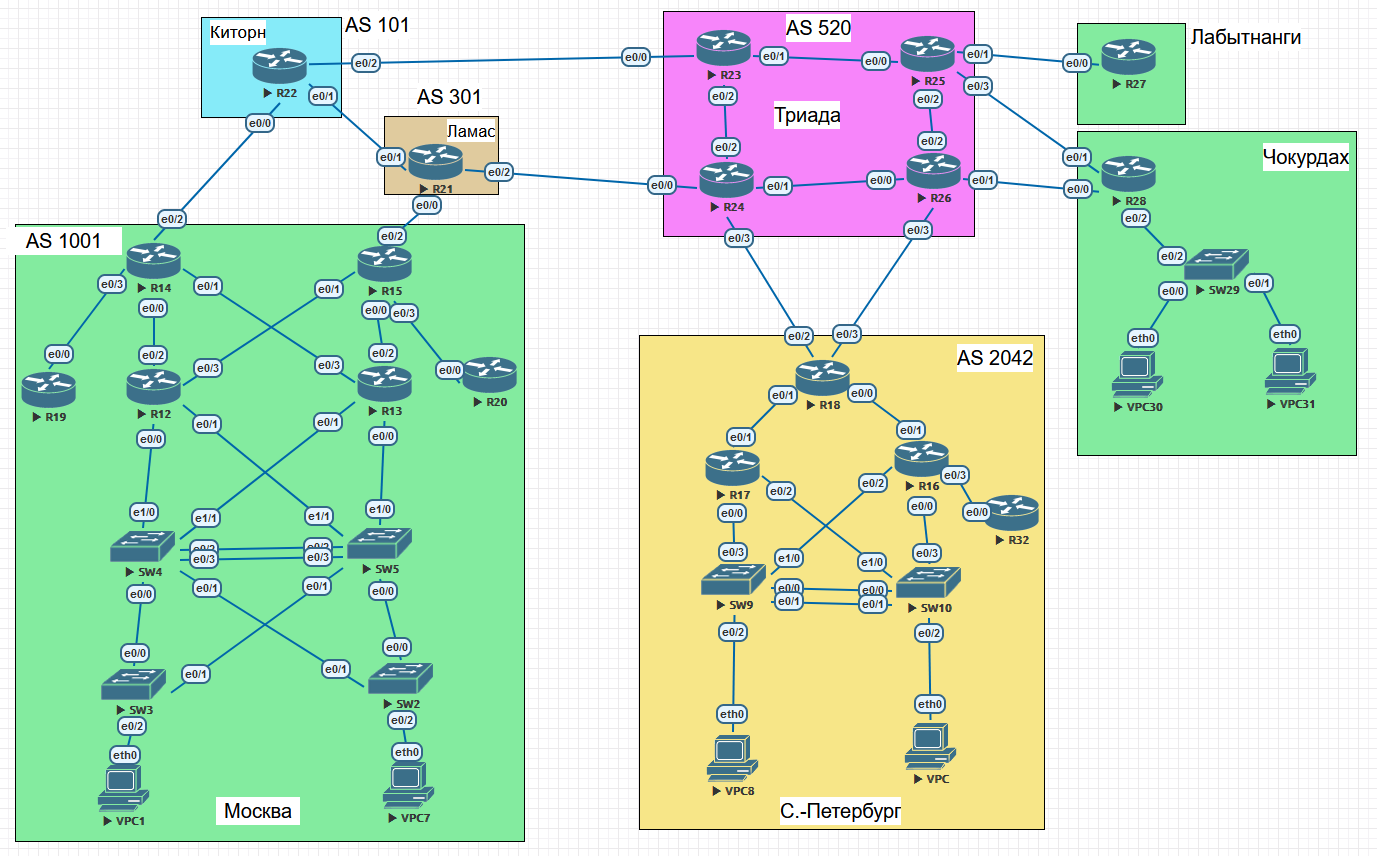 Киторн
AS 101
R22
e0/2
e0/1
e0/0
AS 301
Ламас
e0/1
R21
e0/2
e0/0
AS 520
e0/0
R23
e0/1
e0/2
e0/0
R25
e0/1
e0/3
e0/2
Триада
e0/2
e0/0
R24
e0/1
e0/3
e0/2
e0/0
R26
e0/1
e0/3
Лабытнанги
e0/0
R27
Чокурдах
e0/1
e0/0
R28
e0/2
e0/2
SW29
e0/0
e0/1
eth0
eth0
VPC30
VPC31
AS 1001
e0/2
R14
e0/3
e0/1
e0/0
e0/2
R15
e0/1
e0/0
e0/3
e0/0
R19
e0/2
e0/3
R12
e0/0
e0/1
e0/3
e0/2
R13
e0/1
e0/0
e0/0
R20
e1/0
e1/1
SW4
e0/3
e0/0
e0/1
e1/1
e1/0
SW5
e0/3
e0/1
e0/0
e0/0
e0/1
SW3
e0/2
e0/1
e0/0
SW2
e0/2
eth0
VPC1
eth0
VPC7
Москва
AS 2042
e0/2
e0/3
R18
e0/1
e0/0
e0/1
R17
e0/2
e0/0
e0/1
R16
e0/2
e0/3
e0/0
e0/0
R32
e0/3
e1/0
SW9
e0/0
e0/1
e0/2
e1/0
e0/3
SW10
e0/0
e0/1
e0/2
eth0
VPC8
eth0
VPC
С.-Петербург